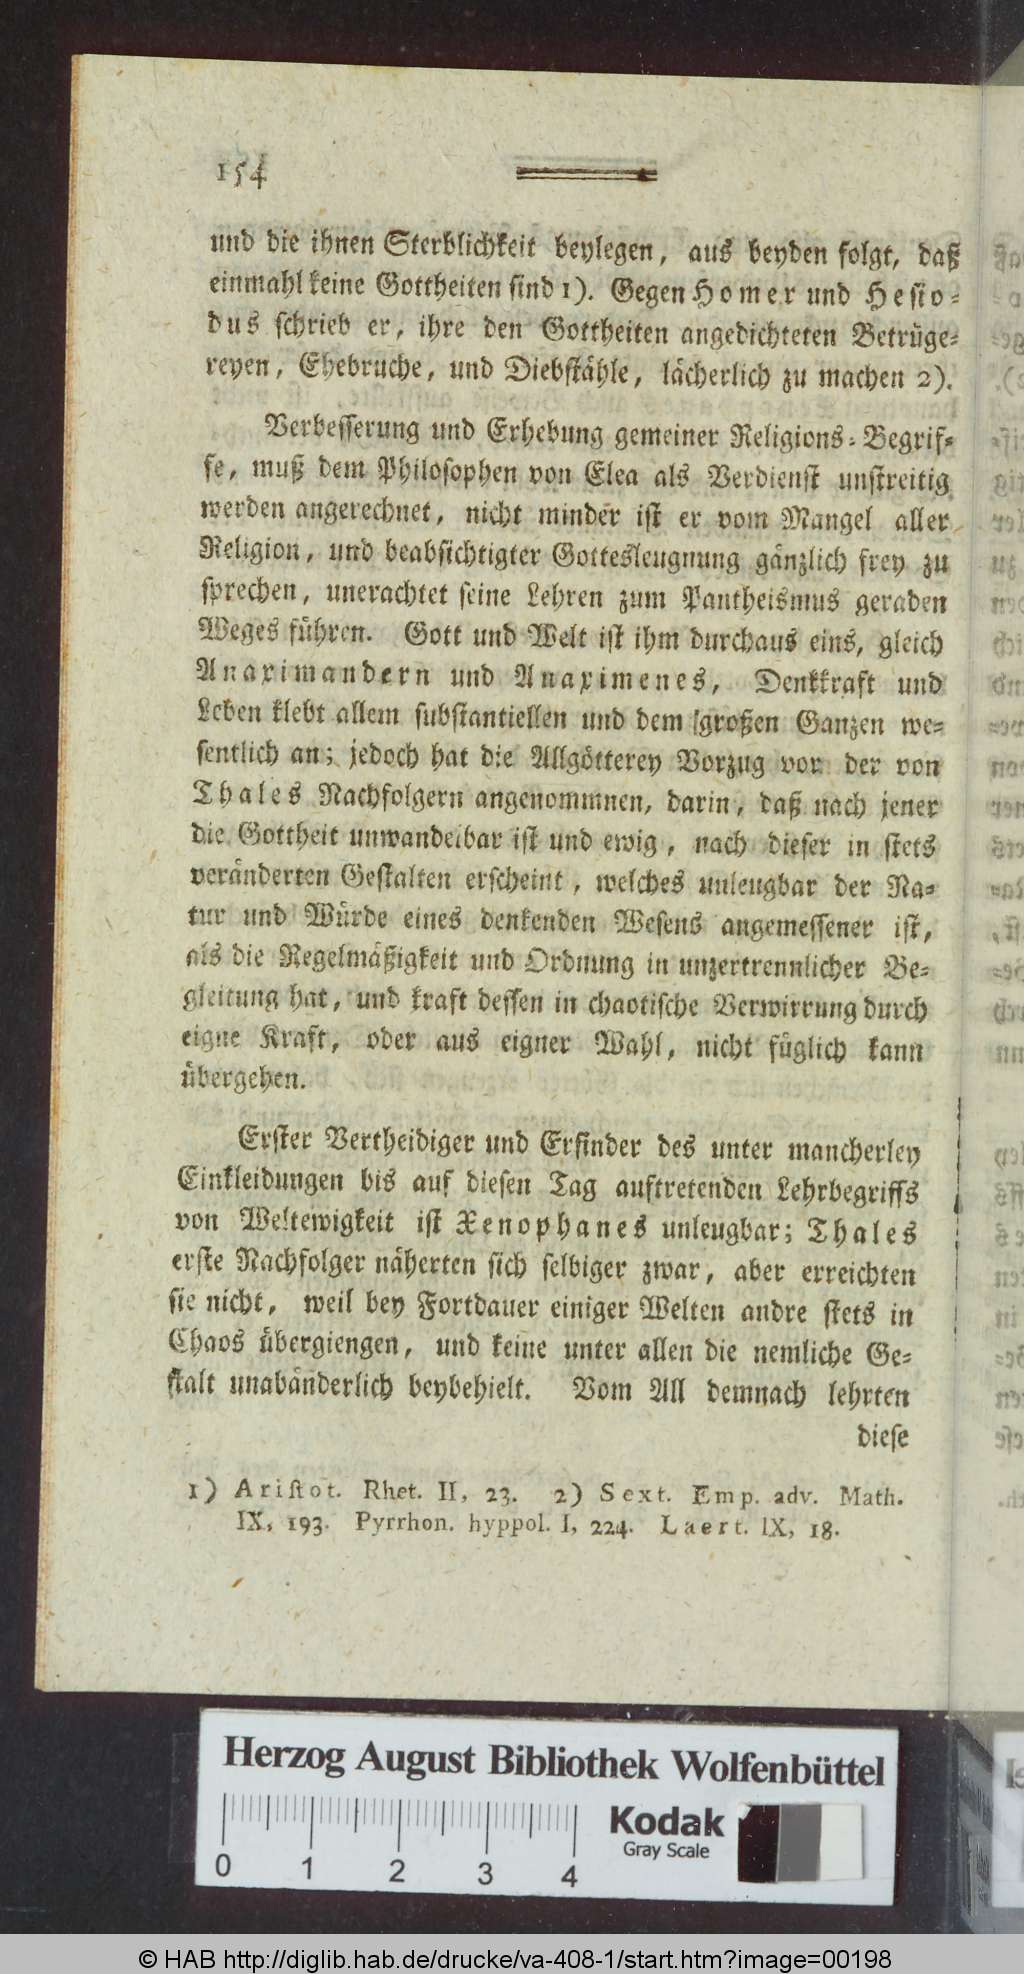 154
und die ihnen Sterblichkeit beylegen, aus beyden folgt, daß
einmahl keine Gottheiten sind 1). Gegen Homer und Hesio-
dus schrieb er, ihre den Gottheiten angedichteten Betrüge-
reyen, Ehebruche, und Diebstähle, lächerlich zu machen 2).
Verbesserung und Erhebung gemeiner Religions-Begrif-
fe, muß dem Philosophen von Elea als Verdienst unstreitig
werden angerechnet, nicht minder ist er vom Mangel aller
Religion, und beabsichtigter Gottesleugnung gänzlich frey zu
sprechen, unerachtet seine Lehren zum Pantheismus geraden
Weges führen. Gott und Welt ist ihm durchaus eins, gleich
Anaximandern und Anaximenes, Denkkraft und
Leben klebt allem substantiellen und dem großen Ganzen we-
sentlich an; jedoch hat die Allgötterey Vorzug vor der von
Thales Nachfolgern angenommnen, darin, daß nach jener
die Gottheit unwandelbar ist und ewig, nach dieser in stets
veränderten Gestalten erscheint, welches unleugbar der Na-
tur und Würde eines denkenden Wesens angemessener ist,
als die Regelmäßigkeit und Ordnung in unzertrennlicher Be-
gleitung hat, und kraft dessen in chaotische Verwirrung durch
eigne Kraft, oder aus eigner Wahl, nicht füglich kann
übergehen.
Erster Vertheidiger und Erfinder des unter mancherley
Einkleidungen bis auf diesen Tag auftretenden Lehrbegriffs
von Weltewigkeit ist Xenophanes unleugbar; Thales
erste Nachfolger näherten sich selbiger zwar, aber erreichten
sie nicht, weil bey Fortdauer einiger Welten andre stets in
Chaos übergiengen, und keine unter allen die nemliche Ge-
stalt unabänderlich beybehielt. Vom All demnach lehrten
diese
1) Aristot. Rhet. II, 23. 2) Sext. Emp. adv. Math.
IX, 193. Pyrrhon. hyppol. I, 224. Laert. IX, 18.
Herzog August Bibliothek Wolfenbüttel
Kodak
Gray Scale
0 1 2 3 4
© HAB http://diglib.hab.de/drucke/va-408-1/start.htm?image=00198